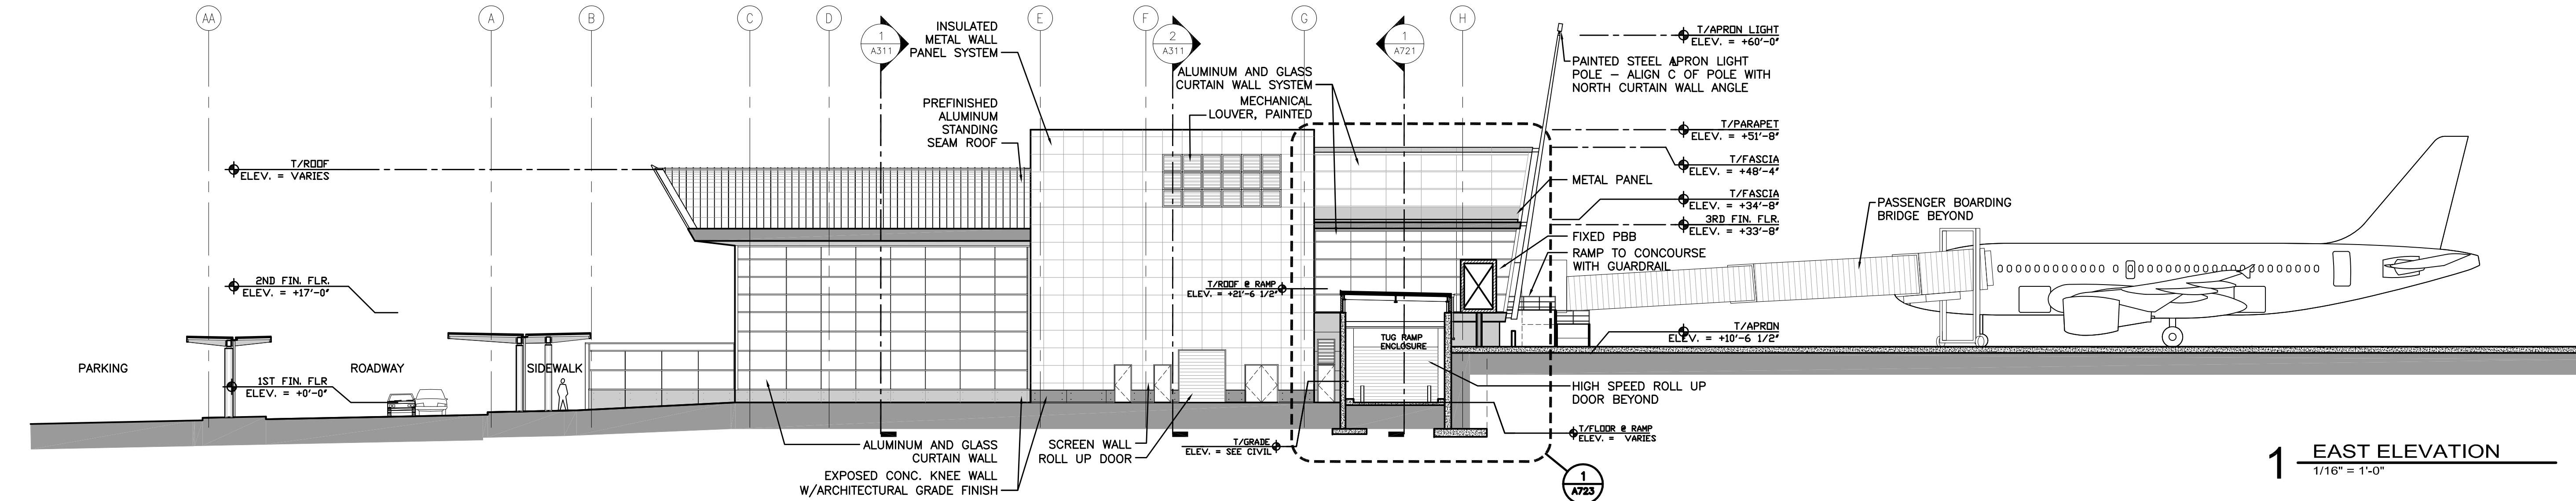 AA
A
B
C
D
1
A311
E
F
2
A311
G
1
A721
H
INSULATED
METAL WALL
PANEL SYSTEM
PREFINISHED
ALUMINUM
STANDING
SEAM ROOF
ALUMINUM AND GLASS
CURTAIN WALL SYSTEM
MECHANICAL
LOUVER, PAINTED
T/APRON LIGHT
ELEV. = +60'-0"
PAINTED STEEL APRON LIGHT
POLE – ALIGN C OF POLE WITH
NORTH CURTAIN WALL ANGLE
T/PARAPET
ELEV. = +51'-8"
T/FASCIA
ELEV. = +48'-4"
METAL PANEL
T/FASCIA
ELEV. = +34'-8"
3RD FIN. FLR.
ELEV. = +33'-8"
FIXED PBB
RAMP TO CONCOURSE
WITH GUARDRAIL
PASSENGER BOARDING
BRIDGE BEYOND
T/ROOF
ELEV. = VARIES
2ND FIN. FLR.
ELEV. = +17'-0"
T/ROOF @ RAMP
ELEV. = +21'-6 1/2"
T/APRON
ELEV. = +10'-6 1/2"
TUG RAMP
ENCLOSURE
PARKING
ROADWAY
SIDEWALK
1ST FIN. FLR
ELEV. = +0'-0"
HIGH SPEED ROLL UP
DOOR BEYOND
ALUMINUM AND GLASS
CURTAIN WALL
EXPOSED CONC. KNEE WALL
W/ARCHITECTURAL GRADE FINISH
SCREEN WALL
ROLL UP DOOR
T/GRADE
ELEV. = SEE CIVIL
T/FLOOR @ RAMP
ELEV. = VARIES
1
A723
1 EAST ELEVATION
1/16" = 1'-0"